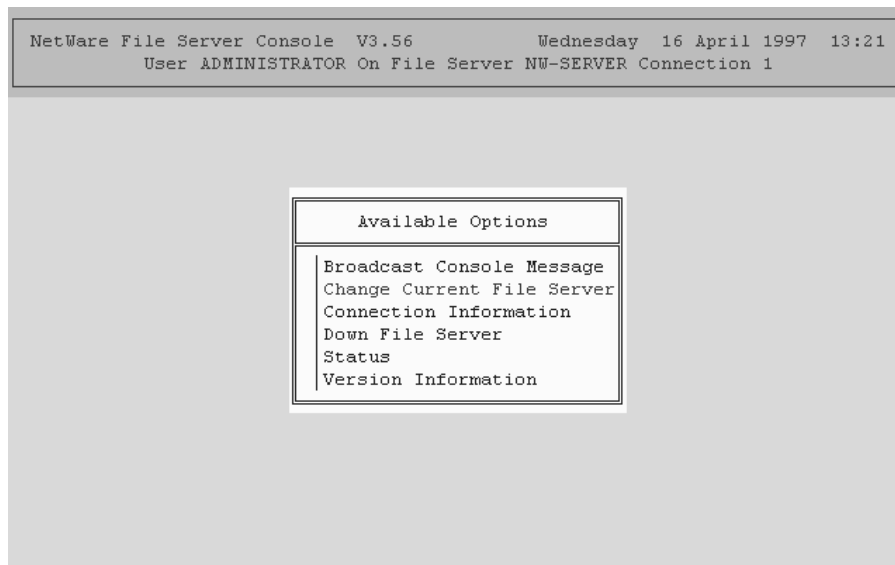 NetWare File Server Console V3.56 Wednesday 16 April 1997 13:21
User ADMINISTRATOR On File Server NW-SERVER Connection 1
Available Options
Broadcast Console Message
Change Current File Server
Connection Information
Down File Server
Status
Version Information